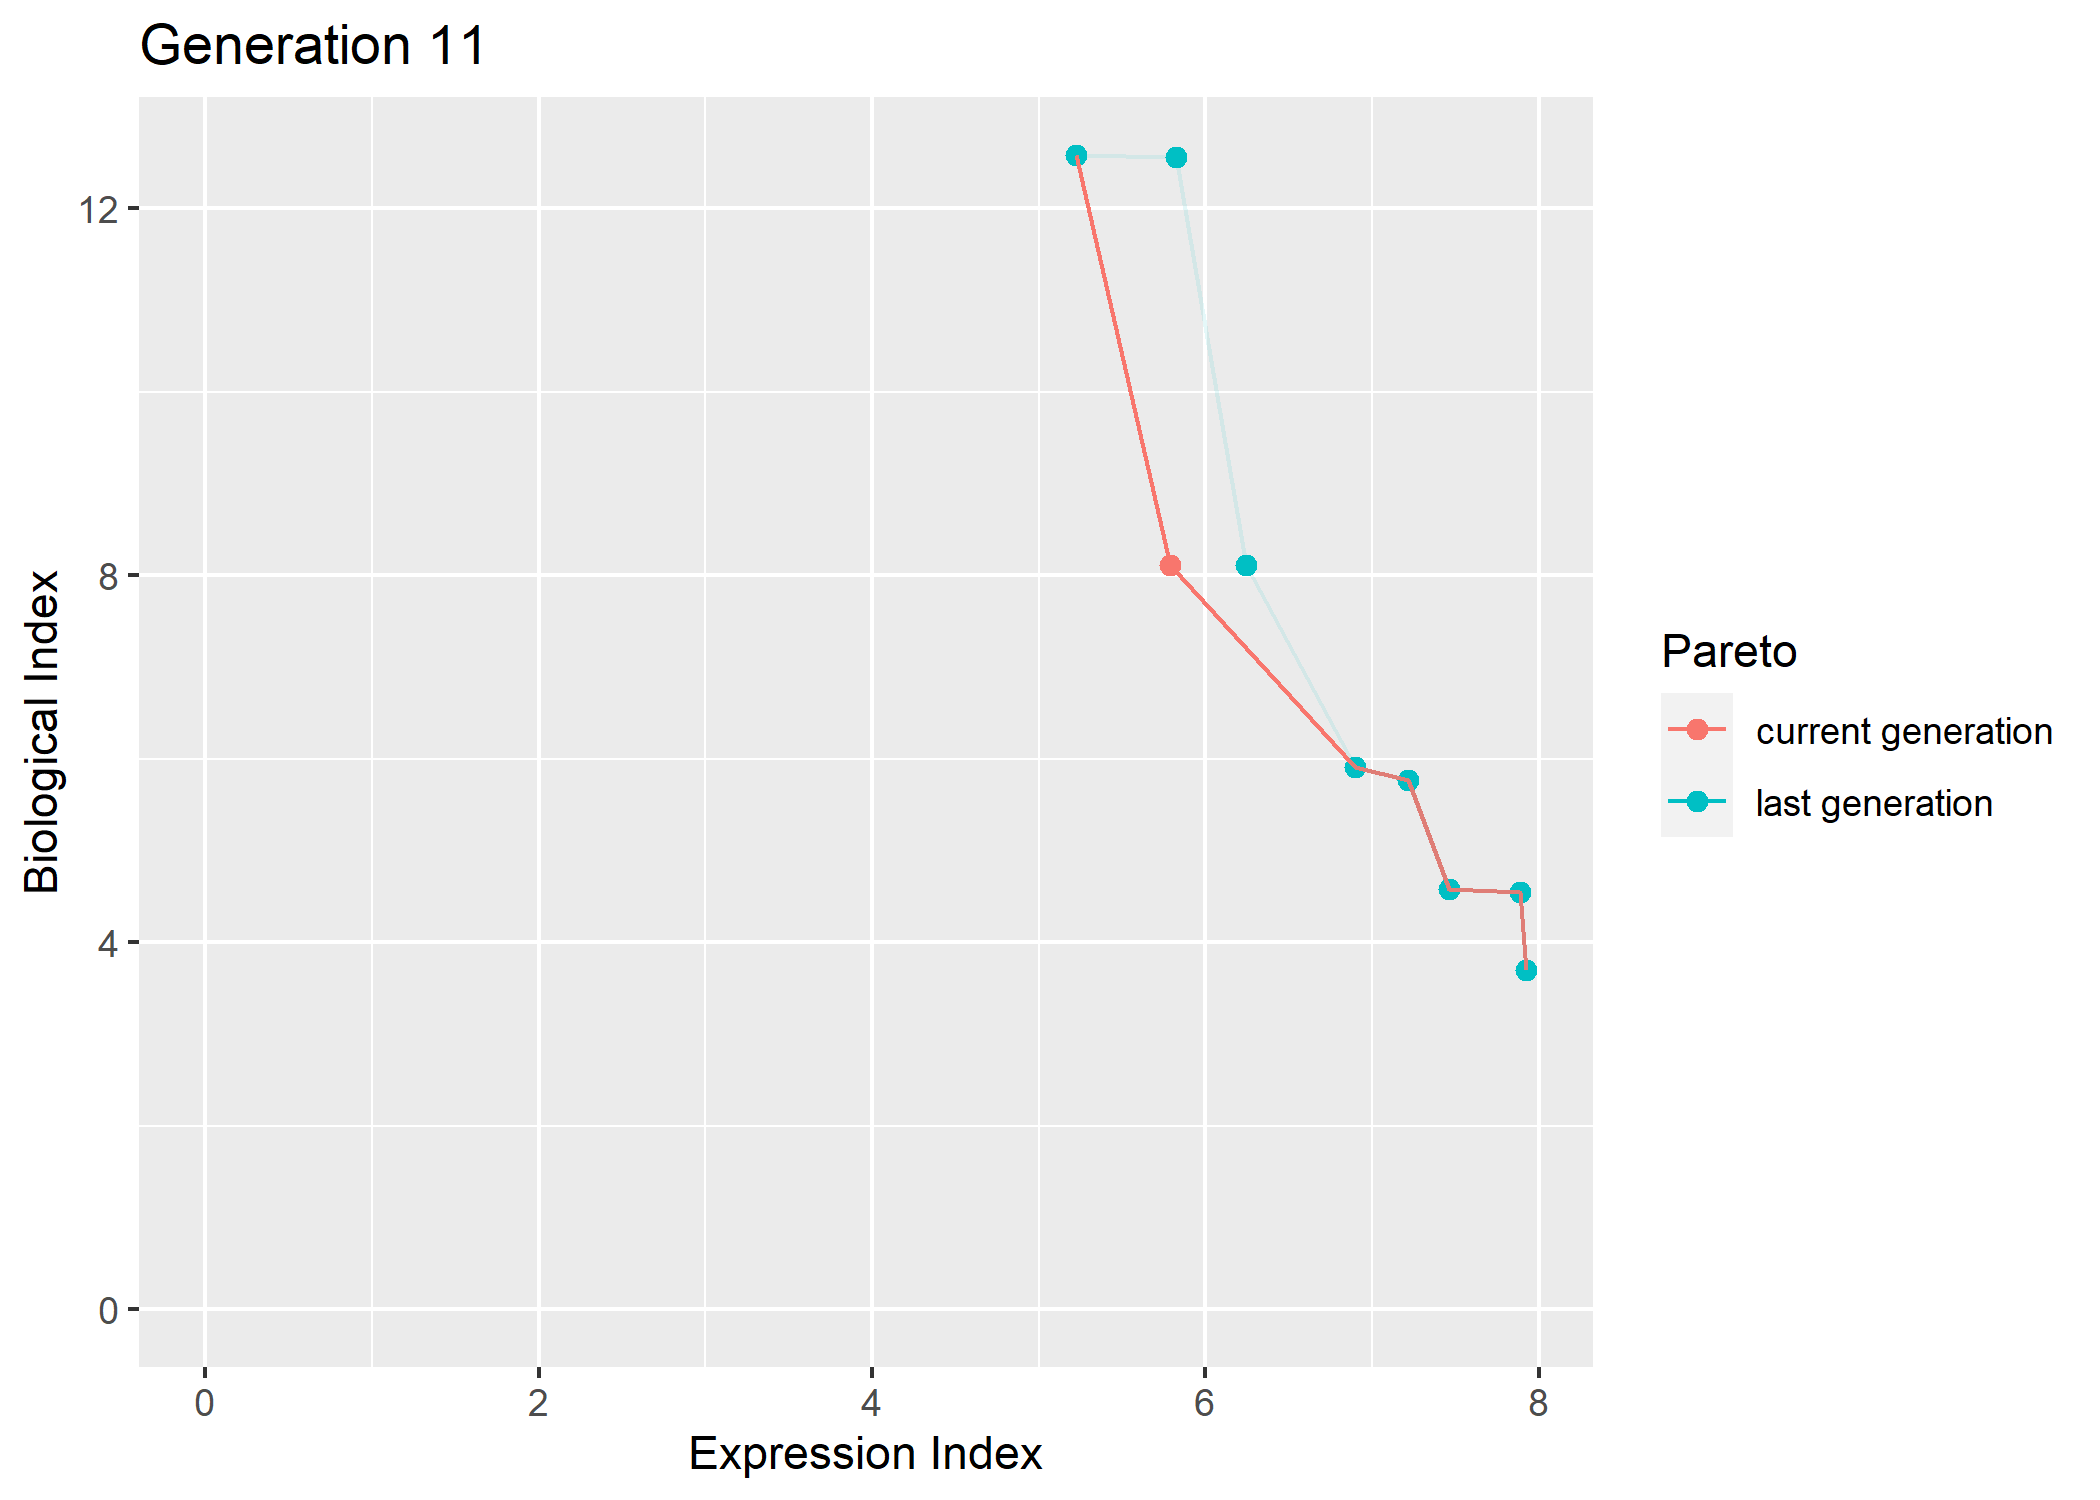 Generation 11
12
8
4
0
Biological Index
0 2 4 6 8
Expression Index
Pareto
current generation
last generation